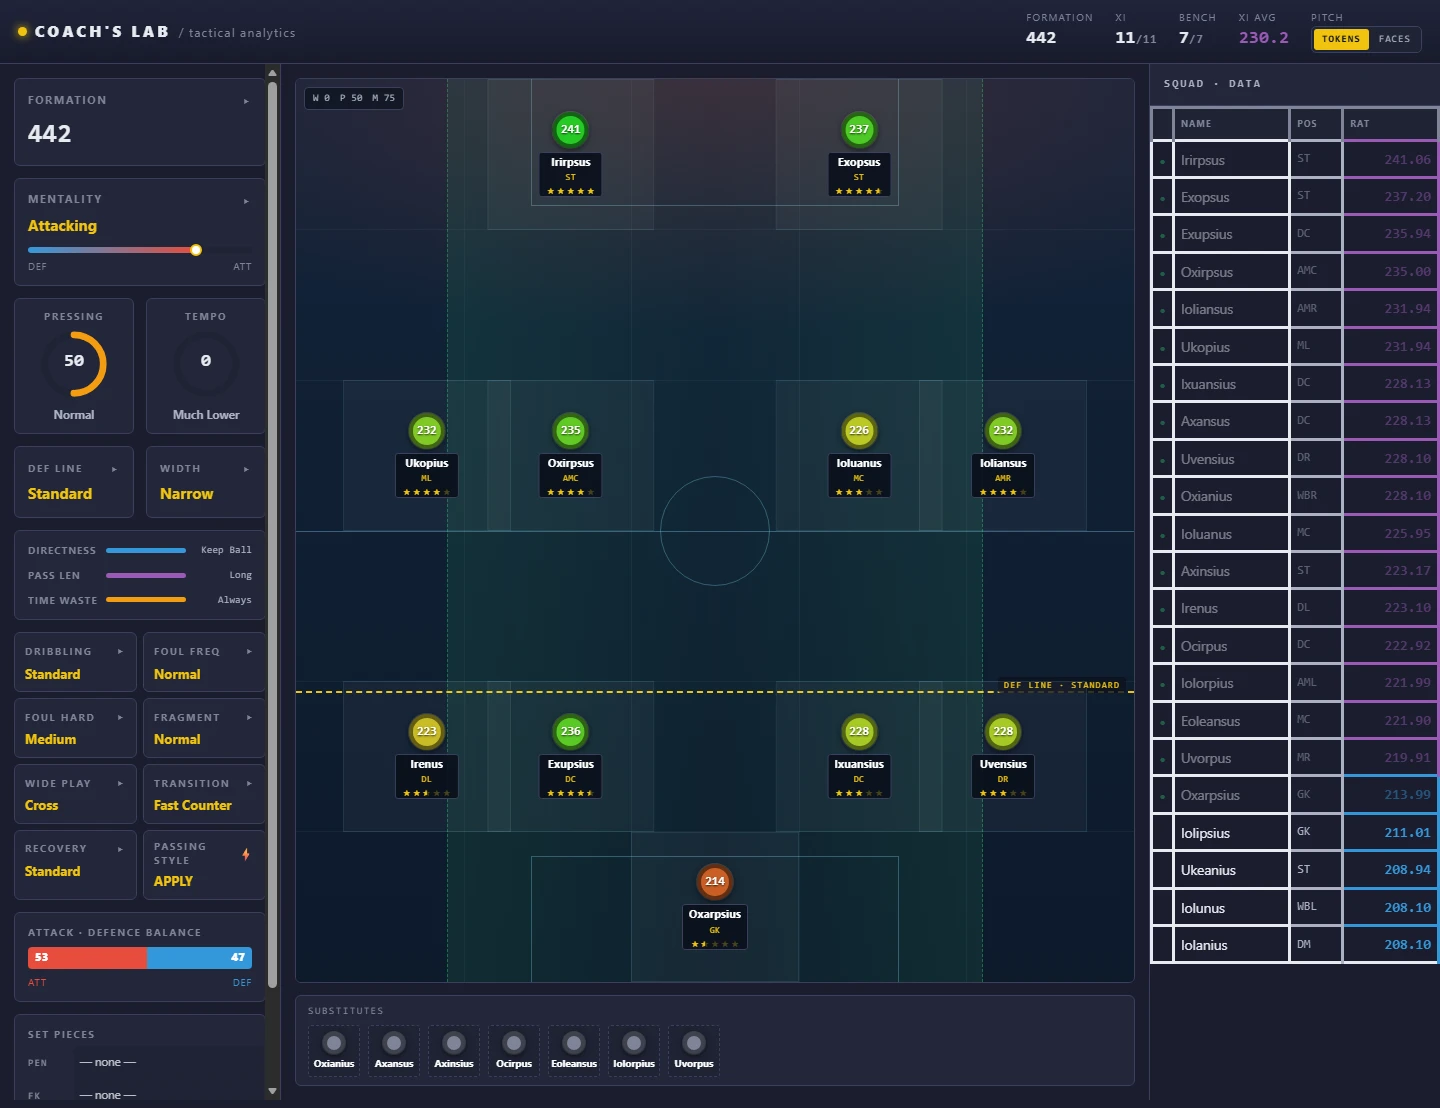 COACH'S LAB / tactical analytics
FORMATION XI BENCH XI AVG PITCH
442 11/11 7/7 230.2 TOKENS FACES
FORMATION
442
MENTALITY
Attacking
DEF ATT
PRESSING TEMPO
50 0
Normal Much Lower
DEF LINE WIDTH
Standard Narrow
DIRECTNESS Keep Ball
PASS LEN Long
TIME WASTE Always
DRIBBLING FOUL FREQ
Standard Normal
FOUL HARD FRAGMENT
Medium Normal
WIDE PLAY TRANSITION
Cross Fast Counter
RECOVERY PASSING STYLE
Standard APPLY
ATTACK · DEFENCE BALANCE
53 47
ATT DEF
SET PIECES
PEN — none —
FK — none —
W 0 P 50 M 75
241 237
Irirpsus Exopsus
ST ST
232 235 226 232
Ukopius Oxirpsus Ioluanus Ioliansus
ML AMC MC AMR
DEF LINE · STANDARD
223 236 228 228
Irenus Exupsius Ixuansius Uvensius
DL DC DC DR
214
Oxarpsius
GK
SUBSTITUTES
Oxianius Axansus Axinsius Ocirpus Eoleansus Iolorpius Uvorpus
SQUAD · DATA
NAME POS RAT
Irirpsus ST 241.06
Exopsus ST 237.20
Exupsius DC 235.94
Oxirpsus AMC 235.00
Ioliansus AMR 231.94
Ukopius ML 231.94
Ixuansius DC 228.13
Axansus DC 228.13
Uvensius DR 228.10
Oxianius WBR 228.10
Ioluanus MC 225.95
Axinsius ST 223.17
Irenus DL 223.10
Ocirpus DC 222.92
Iolorpius AML 221.99
Eoleansus MC 221.90
Uvorpus MR 219.91
Oxarpsius GK 213.99
Iolipsius GK 211.01
Ukeanius ST 208.94
Iolunus WBL 208.10
Iolanius DM 208.10